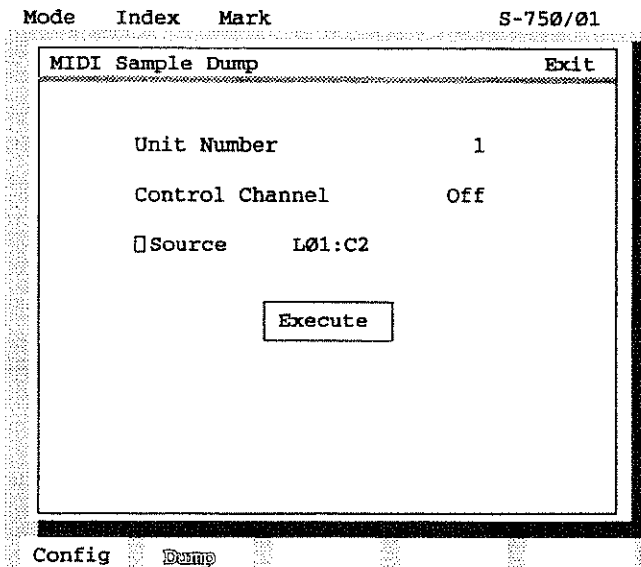 Mode Index Mark S-750/01
MIDI Sample Dump Exit
Unit Number 1
Control Channel Off
Source LØ1:C2
Execute
Config Dump